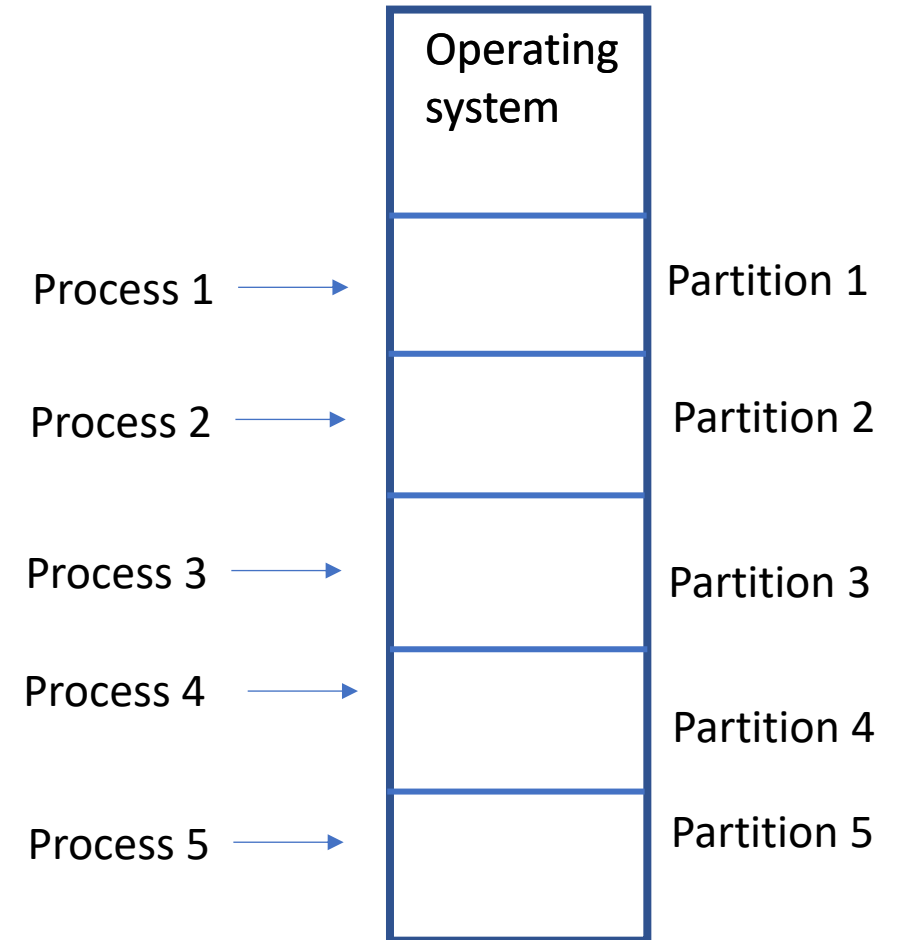 Operating
system
Process 1
Partition 1
Process 2
Partition 2
Process 3
Partition 3
Process 4
Partition 4
Process 5
Partition 5